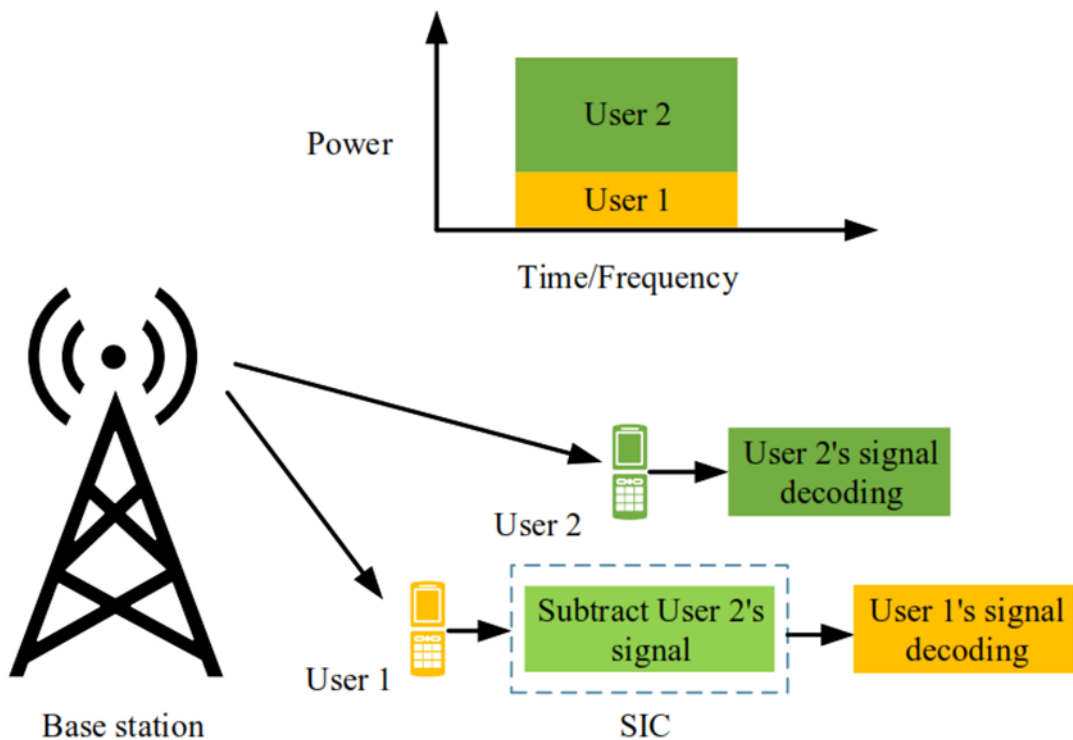 User 2
Power
User 1
Time/Frequency
User 2's signal
decoding
User 2
Subtract User 2's
signal
User 1's signal
decoding
User 1
Base station
SIC